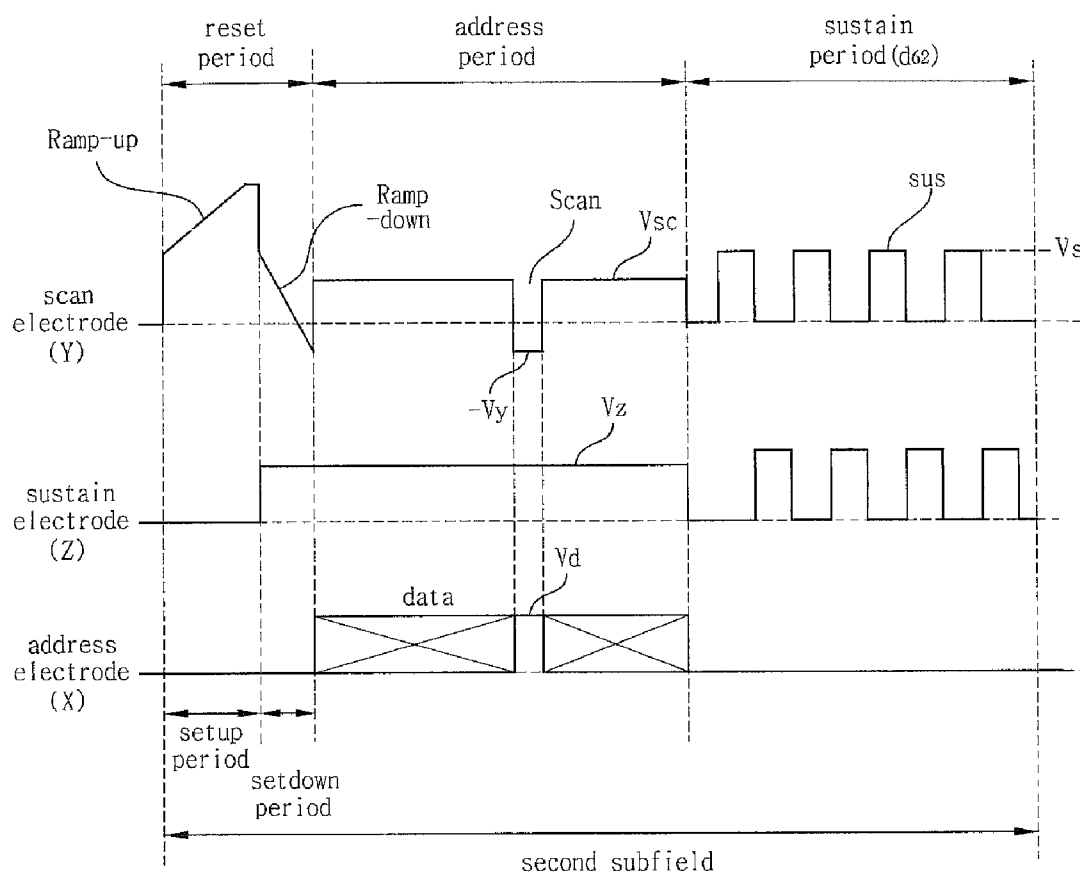 reset
period
address
period
sustain
period(d62)
Ramp-up
Ramp
-down
Scan
Vsc
sus
Vs
scan
electrode
(Y)
-Vy
Vz
sustain
electrode
(Z)
Vd
data
address
electrode
(X)
setup
period
setdown
period
second subfield